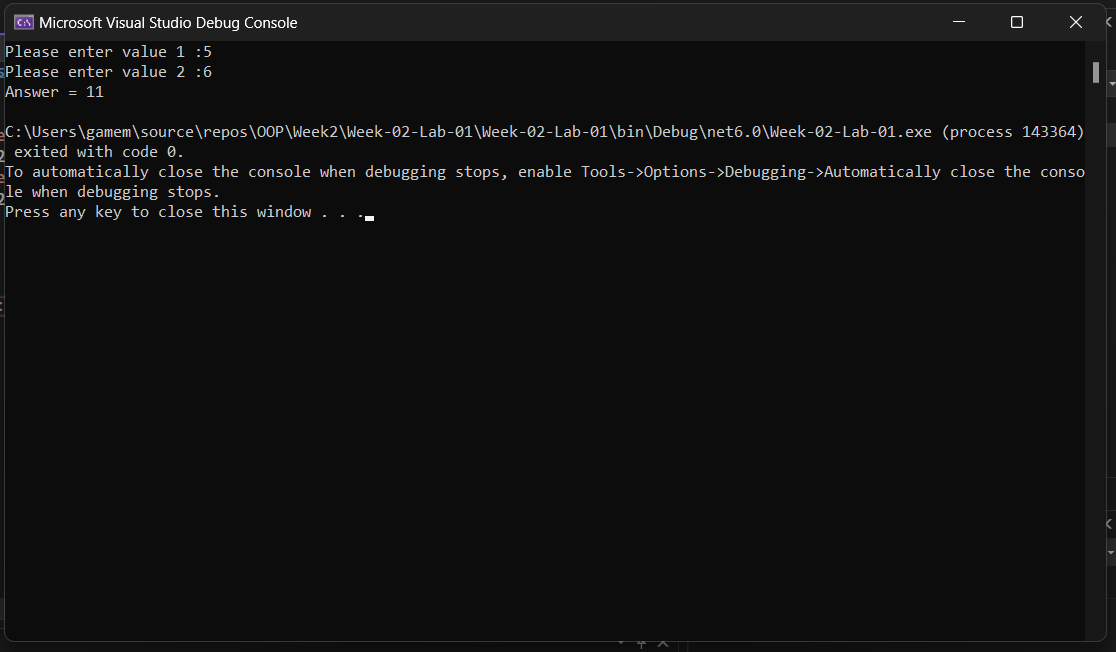 Microsoft Visual Studio Debug Console
Please enter value 1 :5
Please enter value 2 :6
Answer = 11
C:\Users\gamem\source\repos\OOP\Week2\Week-02-Lab-01\Week-02-Lab-01\bin\Debug\net6.0\Week-02-Lab-01.exe (process 143364)
 exited with code 0.
To automatically close the console when debugging stops, enable Tools->Options->Debugging->Automatically close the conso
le when debugging stops.
Press any key to close this window . . .